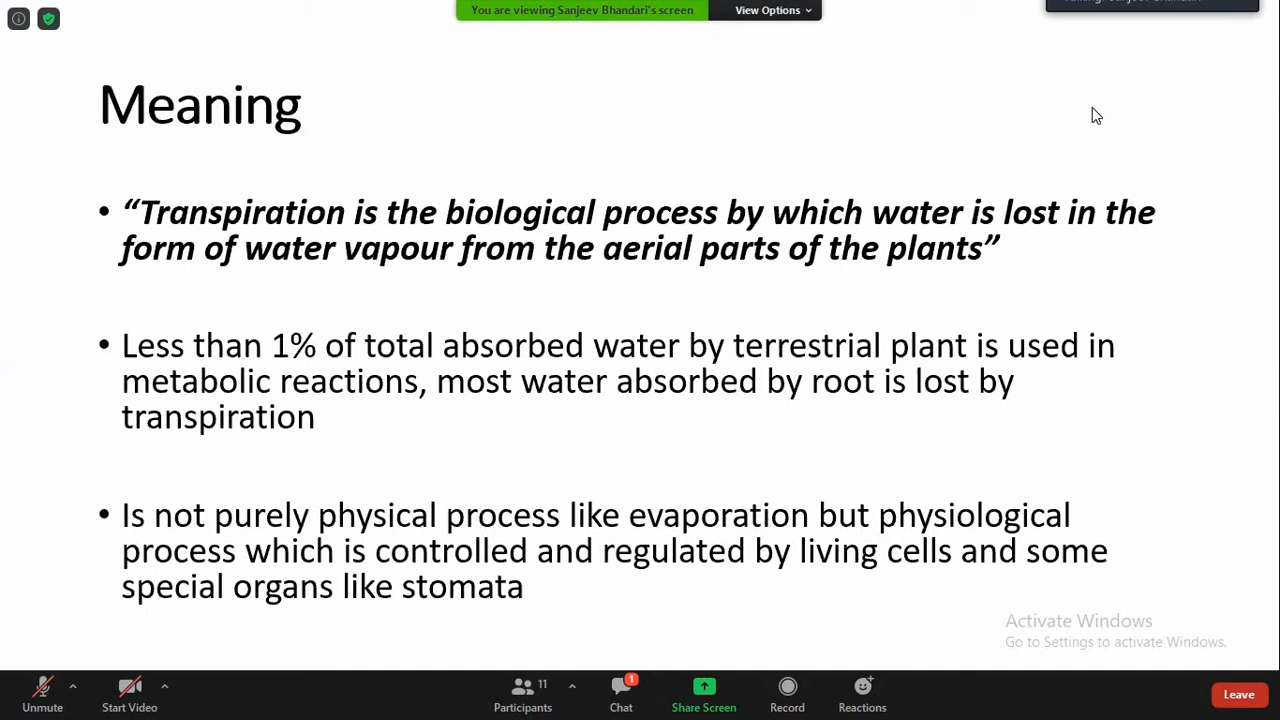 You are viewing Sanjeev Bhandari's screen
View Options
Meaning
• “Transpiration is the biological process by which water is lost in the
form of water vapour from the aerial parts of the plants”
• Less than 1% of total absorbed water by terrestrial plant is used in
metabolic reactions, most water absorbed by root is lost by
transpiration
• Is not purely physical process like evaporation but physiological
process which is controlled and regulated by living cells and some
special organs like stomata
Activate Windows
Go to Settings to activate Windows.
Unmute
Start Video
11
Participants
1
Chat
Share Screen
Record
Reactions
Leave